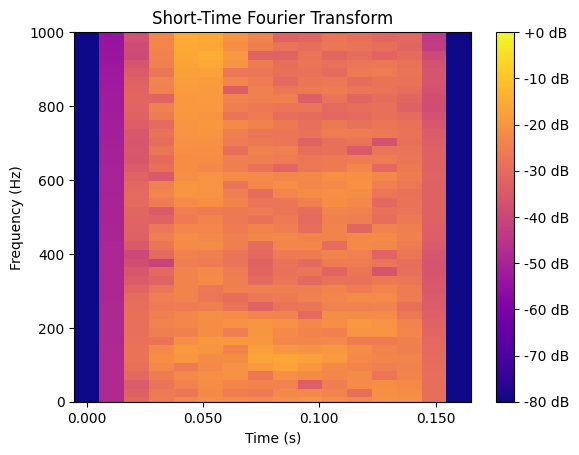 Short-Time Fourier Transform
1000
800
600
400
200
0
Frequency (Hz)
0.000
0.050
0.100
0.150
Time (s)
+0 dB
-10 dB
-20 dB
-30 dB
-40 dB
-50 dB
-60 dB
-70 dB
-80 dB